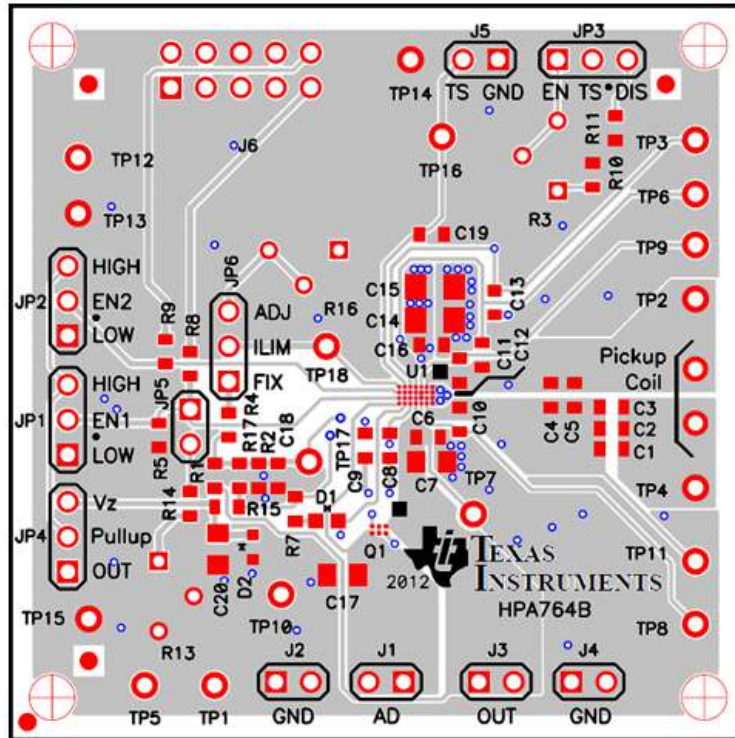 J5
JP3
TP14
TS GND
EN TS DIS
TP12
J6
TP16
R11
R10
TP3
TP13
TP6
R3
C19
TP9
JP6
HIGH
JP2
EN2
LOW
R9
R8
ADJ
ILIM
FIX
R16
TP18
C15
C14
C16
C13
C12
C11
TP2
U1
Pickup
Coil
HIGH
JP1
EN1
LOW
JP5
R4
C18
R17
R2
R5
R1
TP17
C6
C10
C4
C5
C3
C2
C1
C9
C8
C7
TP7
TP4
Vz
JP4
Pullup
OUT
R14
R15
D1
R7
Q1
C20
D2
C17
2012
TEXAS
INSTRUMENTS
HPA764B
TP11
TP15
TP10
TP8
R13
J2
J1
J3
J4
TP5
TP1
GND
AD
OUT
GND